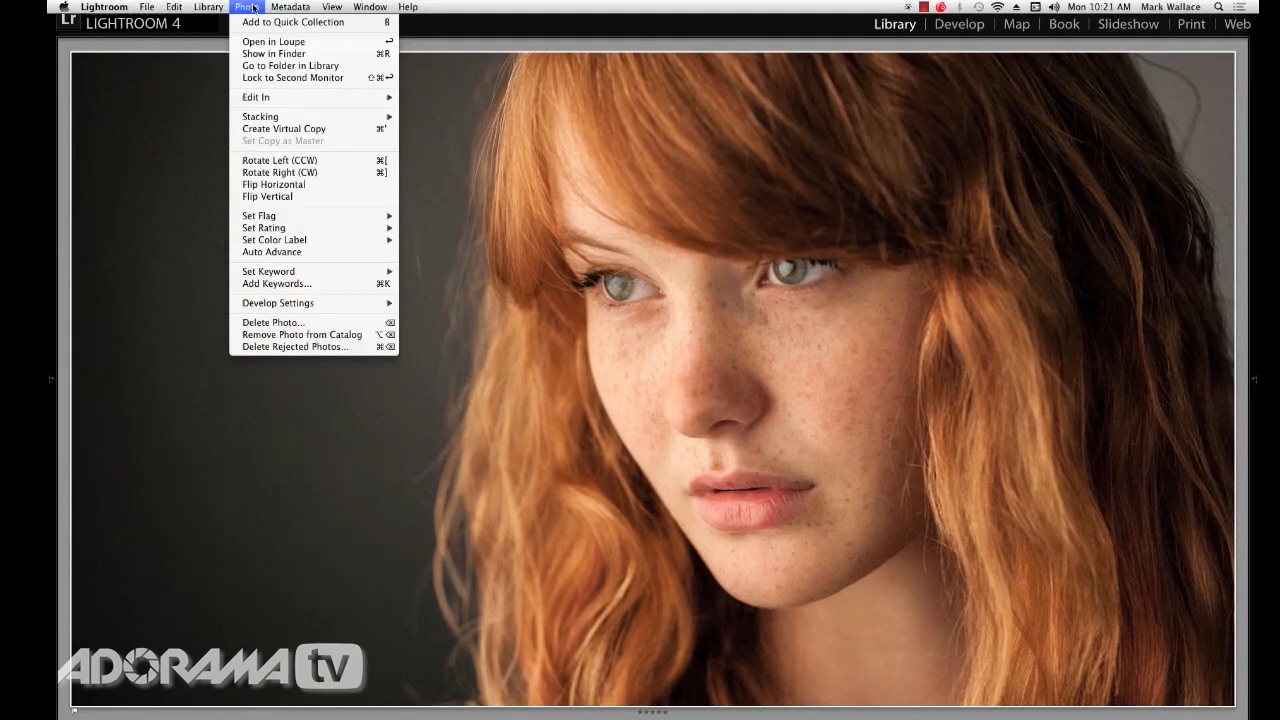 Lightroom File Edit Library Photo Metadata View Window Help Mon 10:21 AM Mark Wallace
Lr LIGHTROOM 4 Library Develop Map Book Slideshow Print Web
Add to Quick Collection B
Open in Loupe ↩
Show in Finder ⌘R
Go to Folder in Library
Lock to Second Monitor ⇧⌘↩
Edit In ▶
Stacking ▶
Create Virtual Copy ⌘'
Set Copy as Master
Rotate Left (CCW) ⌘[
Rotate Right (CW) ⌘]
Flip Horizontal
Flip Vertical
Set Flag ▶
Set Rating ▶
Set Color Label ▶
Auto Advance
Set Keyword ▶
Add Keywords... ⌘K
Develop Settings ▶
Delete Photo... ⌫
Remove Photo from Catalog ⌥⌫
Delete Rejected Photos... ⌘⌫
ADORAMA tv